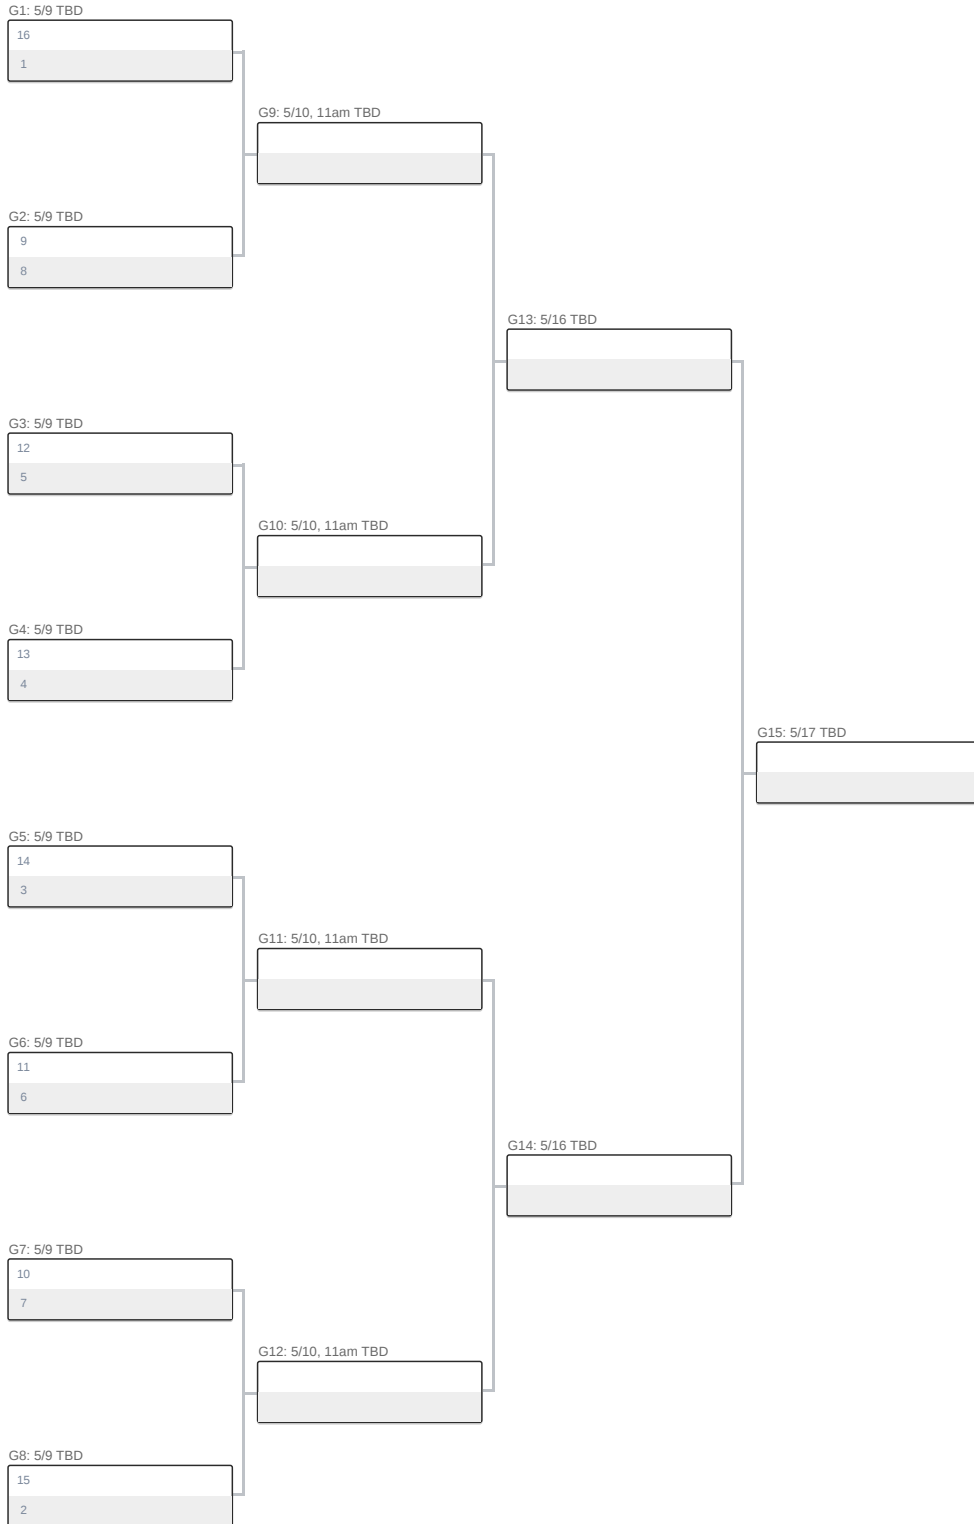 G1: 5/9 TBD
16
1
G9: 5/10, 11am TBD
G2: 5/9 TBD
9
8
G13: 5/16 TBD
G3: 5/9 TBD
12
5
G10: 5/10, 11am TBD
G4: 5/9 TBD
13
4
G15: 5/17 TBD
G5: 5/9 TBD
14
3
G11: 5/10, 11am TBD
G6: 5/9 TBD
11
6
G14: 5/16 TBD
G7: 5/9 TBD
10
7
G12: 5/10, 11am TBD
G8: 5/9 TBD
15
2